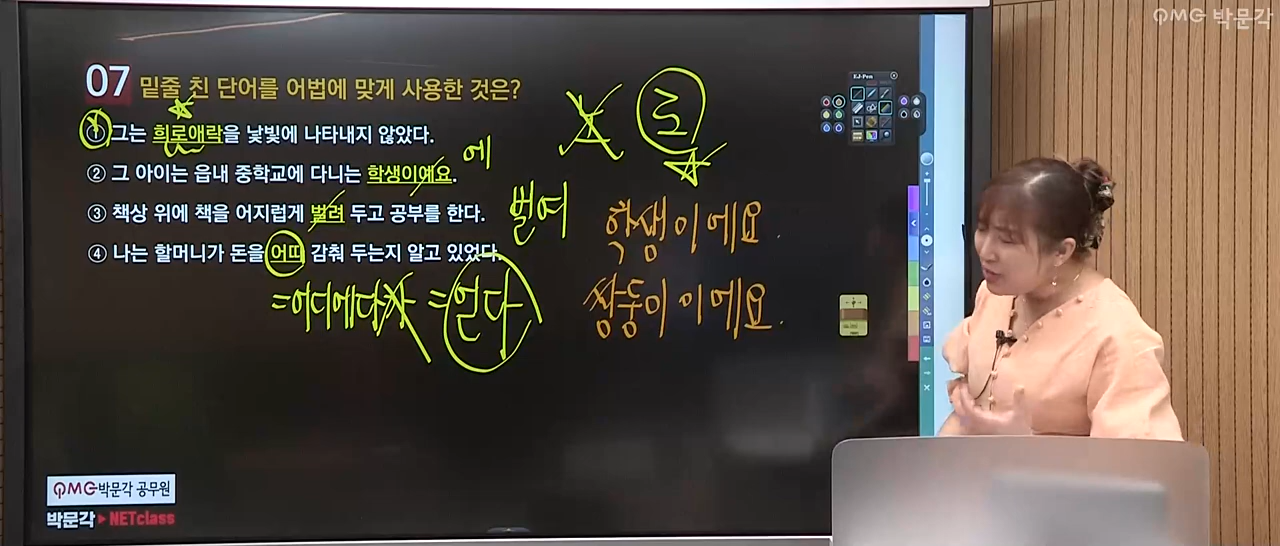 QMG 박문각
07 밑줄 친 단어를 어법에 맞게 사용한 것은?
① 그는 희로애락을 낯빛에 나타내지 않았다.
로
에
② 그 아이는 읍내 중학교에 다니는 학생이예요.
③ 책상 위에 책을 어지럽게 벌려 두고 공부를 한다.
벌여
학생이에요.
④ 나는 할머니가 돈을 어따 감춰 두는지 알고 있었다.
=어디에다
=얻다
쌍둥이이에요.
EJ-Pen
QMG 박문각 공무원
박문각 ▶ NETclass